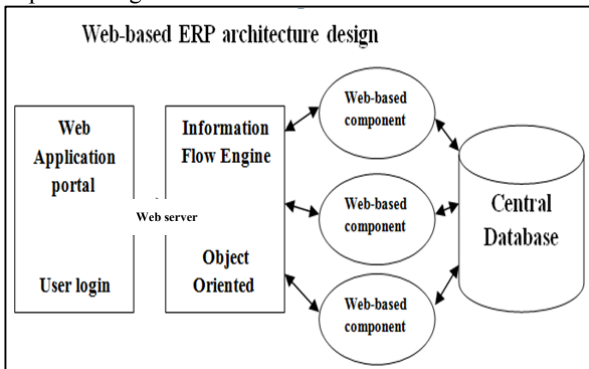 Web-based ERP architecture design
Web
Application
portal
User login
Web server
Information
Flow Engine
Object
Oriented
Web-based
component
Web-based
component
Web-based
component
Central
Database